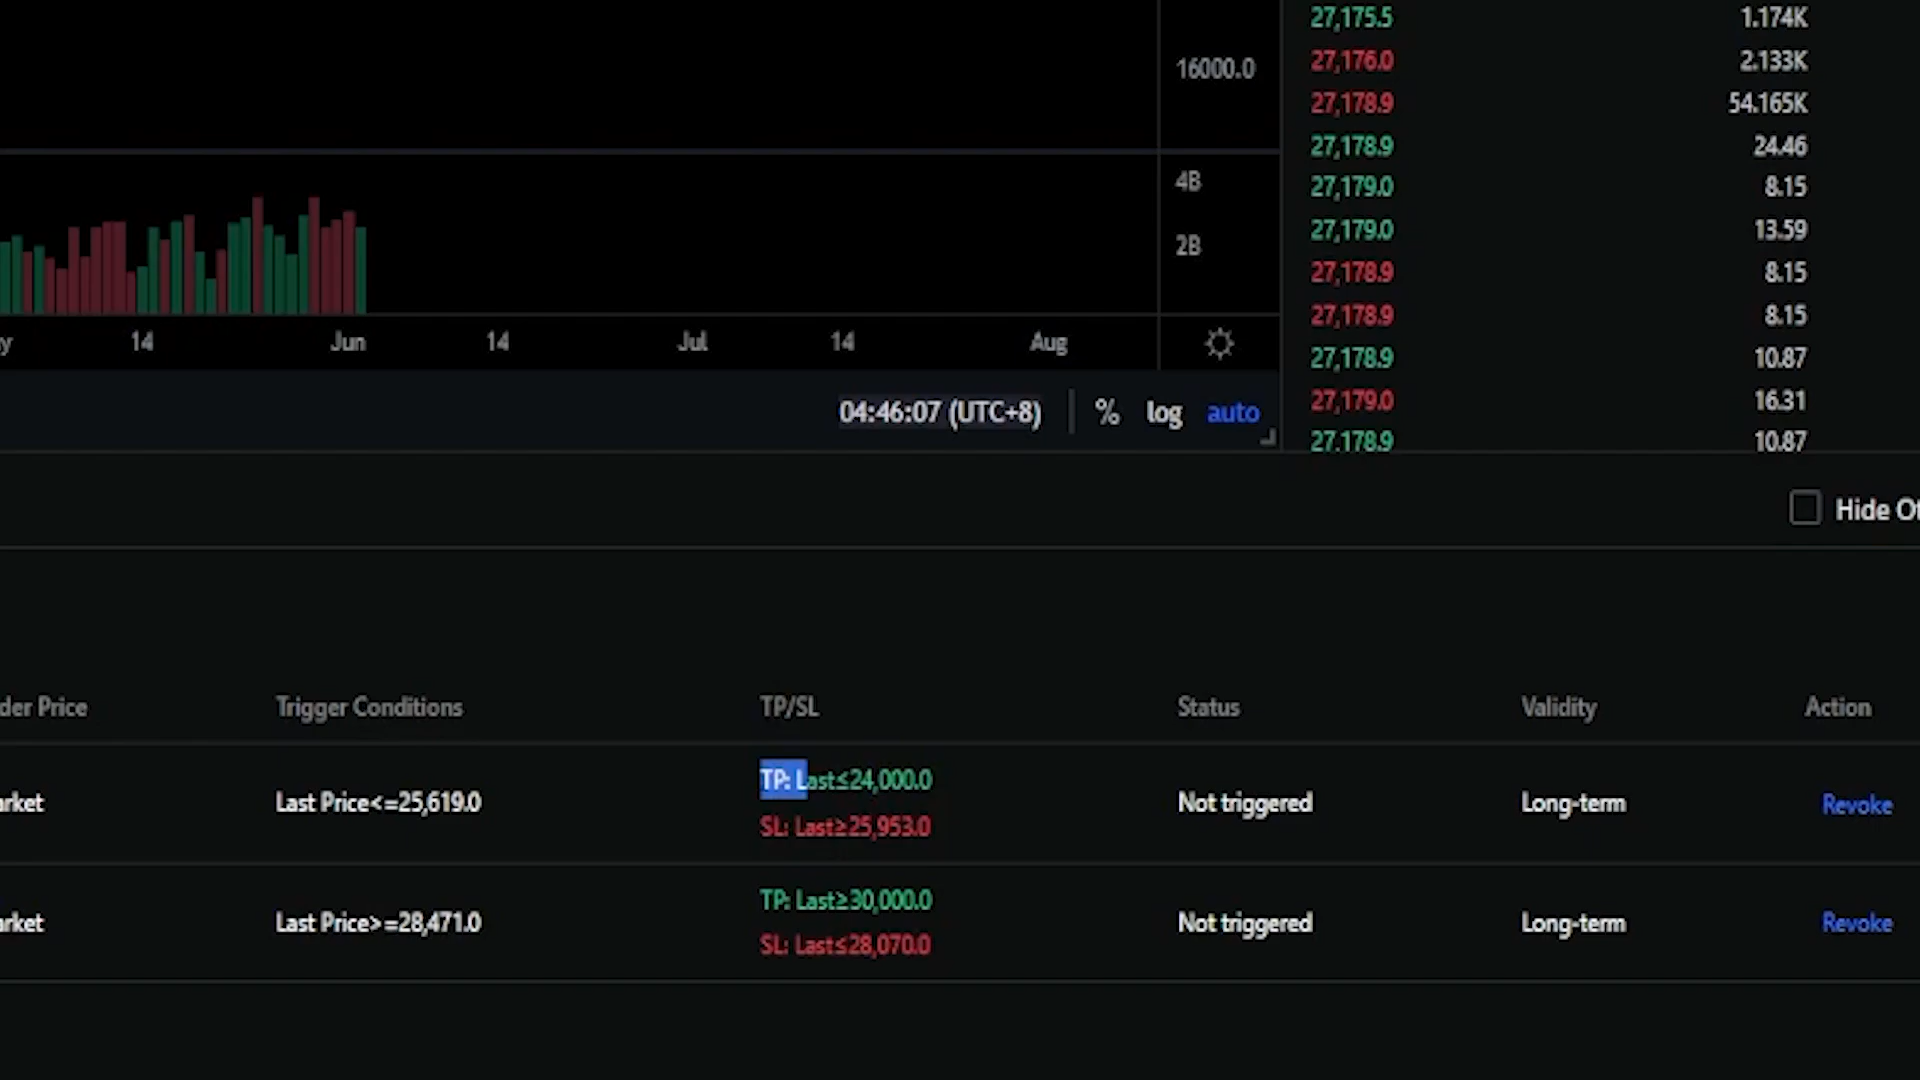 27,175.5 1.174K
16000.0 27,176.0 2.133K
27,178.9 54.165K
27,178.9 24.46
4B 27,179.0 8.15
27,179.0 13.59
2B 27,178.9 8.15
27,178.9 8.15
14 Jun 14 Jul 14 Aug 27,178.9 10.87
04:46:07 (UTC+8) % log auto 27,179.0 16.31
27,178.9 10.87
Hide Ot
der Price Trigger Conditions TP/SL Status Validity Action
TP: Last≤24,000.0
arket Last Price<=25,619.0 Not triggered Long-term Revoke
SL: Last≥25,953.0
TP: Last≥30,000.0
arket Last Price>=28,471.0 Not triggered Long-term Revoke
SL: Last≤28,070.0